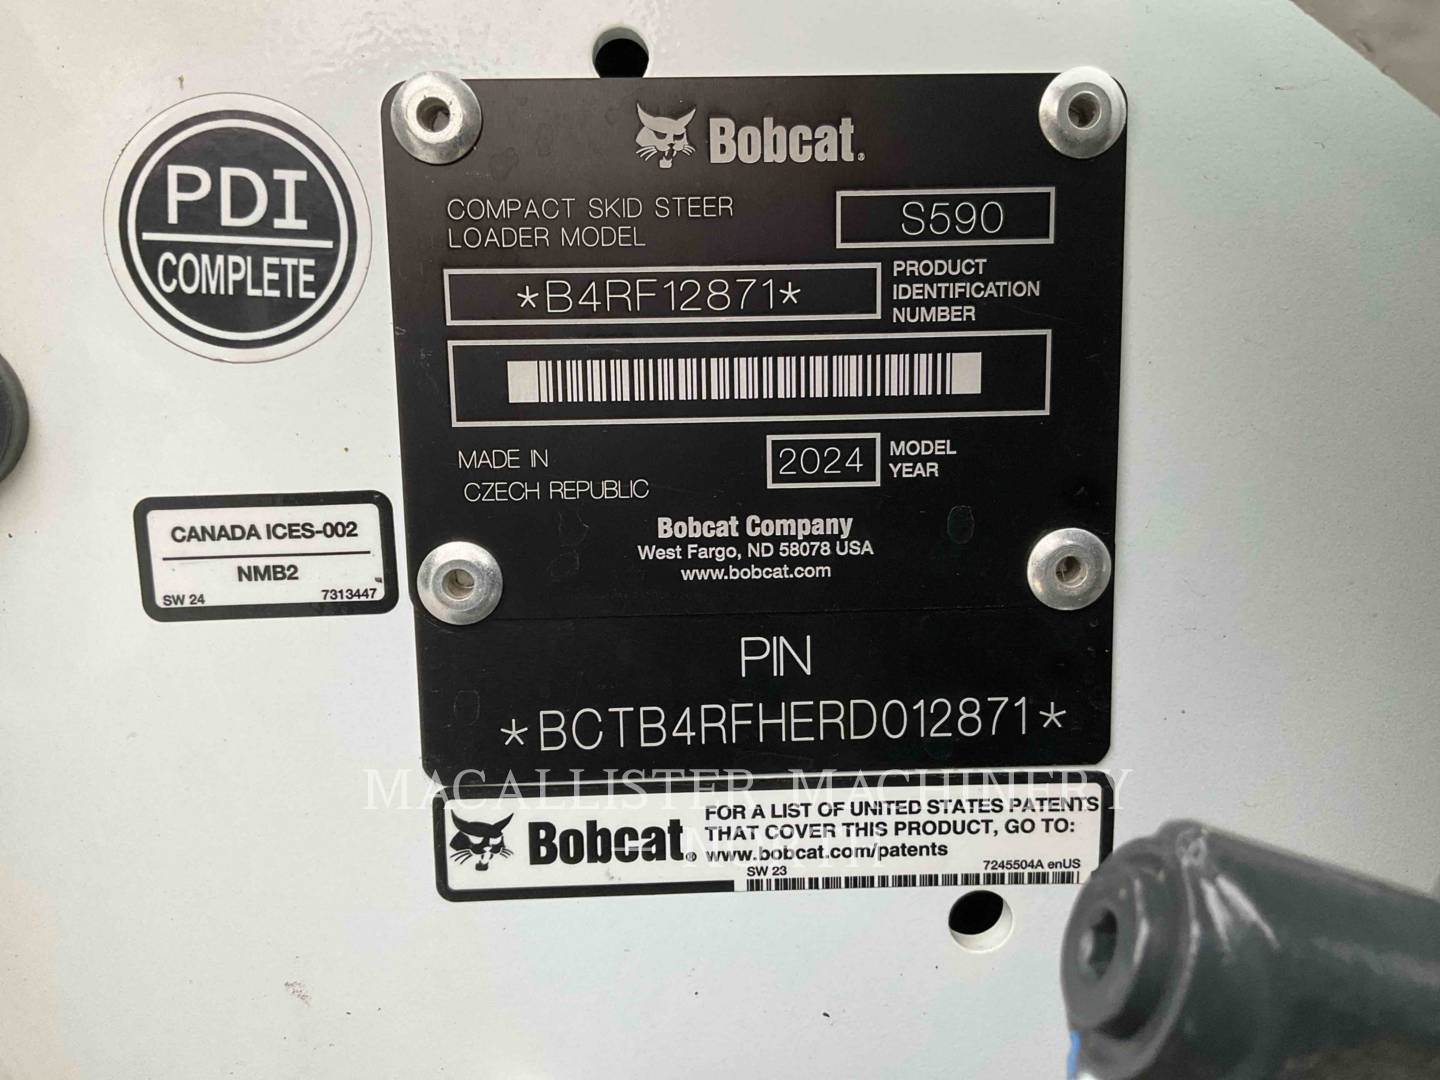 PDI
COMPLETE
Bobcat®
COMPACT SKID STEER
LOADER MODEL
S590
*B4RF12871*
PRODUCT
IDENTIFICATION
NUMBER
MADE IN
CZECH REPUBLIC
2024
MODEL
YEAR
Bobcat Company
West Fargo, ND 58078 USA
www.bobcat.com
CANADA ICES-002
NMB2
SW 24 7313447
PIN
*BCTB4RFHERD012871*
MACALLISTER MACHINERY
- NORTH
Bobcat®
FOR A LIST OF UNITED STATES PATENTS
THAT COVER THIS PRODUCT, GO TO:
www.bobcat.com/patents
SW 23 7245504A enUS